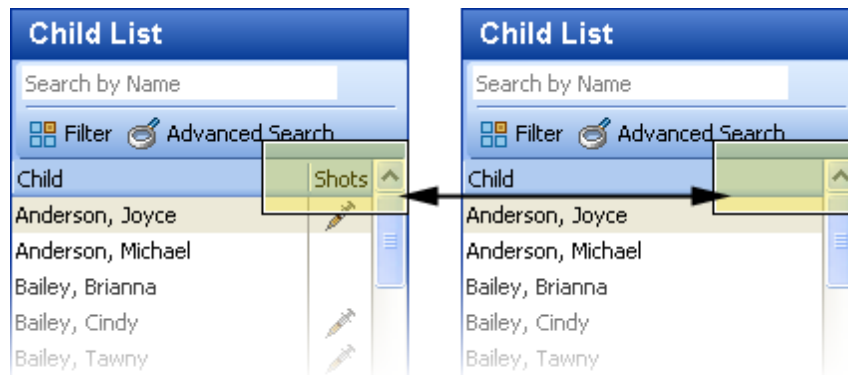 Child List
Search by Name
Filter Advanced Search
Child Shots
Anderson, Joyce
Anderson, Michael
Bailey, Brianna
Bailey, Cindy
Bailey, Tawny
Child List
Search by Name
Filter Advanced Search
Child
Anderson, Joyce
Anderson, Michael
Bailey, Brianna
Bailey, Cindy
Bailey, Tawny